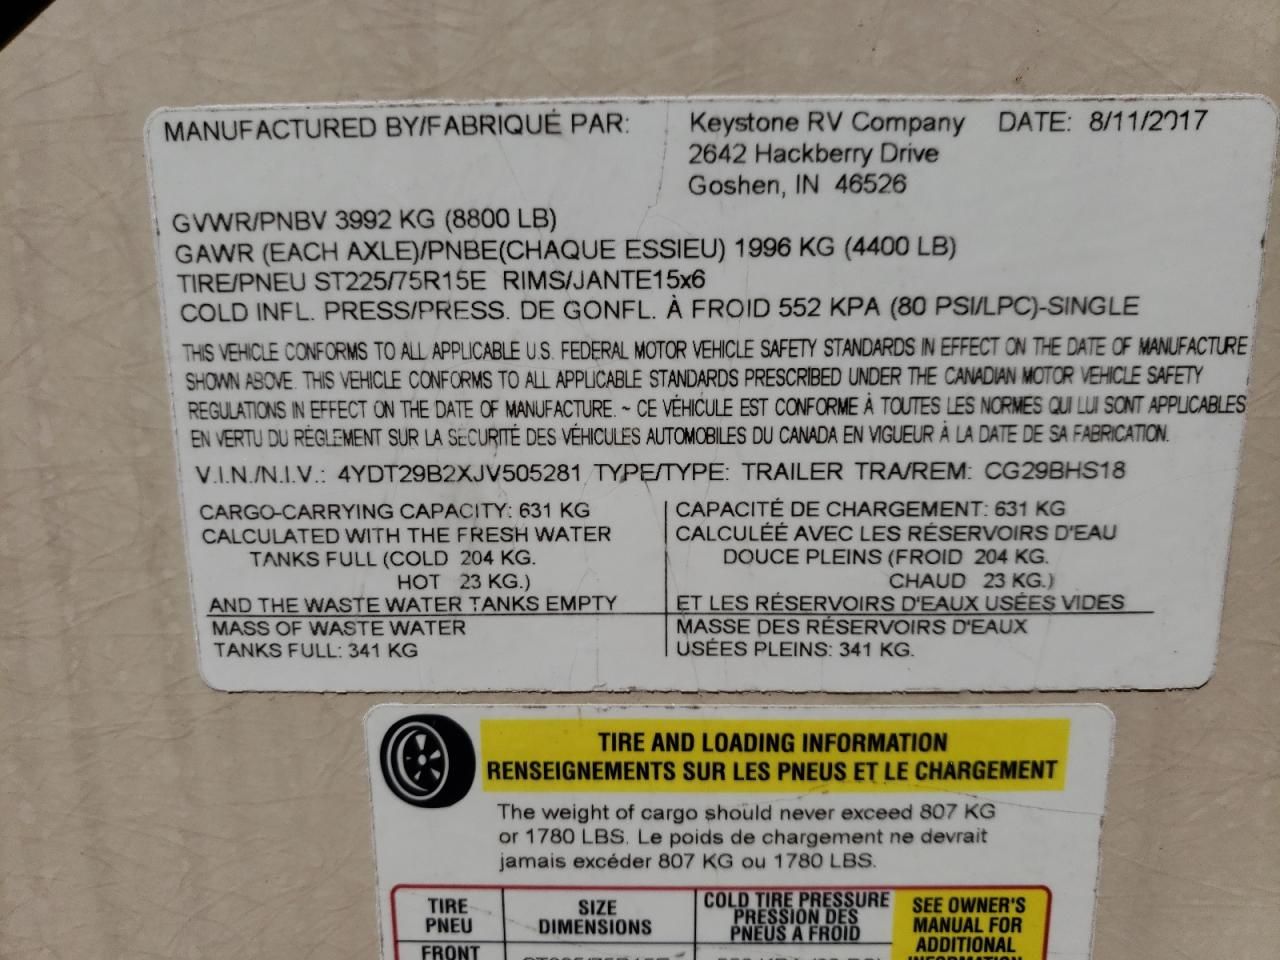 MANUFACTURED BY/FABRIQUÉ PAR: Keystone RV Company DATE: 8/11/2017
2642 Hackberry Drive
Goshen, IN 46526
GVWR/PNBV 3992 KG (8800 LB)
GAWR (EACH AXLE)/PNBE(CHAQUE ESSIEU) 1996 KG (4400 LB)
TIRE/PNEU ST225/75R15E RIMS/JANTE15x6
COLD INFL. PRESS/PRESS. DE GONFL. À FROID 552 KPA (80 PSI/LPC)-SINGLE
THIS VEHICLE CONFORMS TO ALL APPLICABLE U.S. FEDERAL MOTOR VEHICLE SAFETY STANDARDS IN EFFECT ON THE DATE OF MANUFACTURE
SHOWN ABOVE. THIS VEHICLE CONFORMS TO ALL APPLICABLE STANDARDS PRESCRIBED UNDER THE CANADIAN MOTOR VEHICLE SAFETY
REGULATIONS IN EFFECT ON THE DATE OF MANUFACTURE. ~ CE VÉHICULE EST CONFORME À TOUTES LES NORMES QUI LUI SONT APPLICABLES
EN VERTU DU RÈGLEMENT SUR LA SÉCURITÉ DES VÉHICULES AUTOMOBILES DU CANADA EN VIGUEUR À LA DATE DE SA FABRICATION.
V.I.N./N.I.V.: 4YDT29B2XJV505281 TYPE/TYPE: TRAILER TRA/REM: CG29BHS18
CARGO-CARRYING CAPACITY: 631 KG
CALCULATED WITH THE FRESH WATER
TANKS FULL (COLD 204 KG.
HOT 23 KG.)
AND THE WASTE WATER TANKS EMPTY
MASS OF WASTE WATER
TANKS FULL: 341 KG
CAPACITÉ DE CHARGEMENT: 631 KG
CALCULÉÉ AVEC LES RÉSERVOIRS D'EAU
DOUCE PLEINS (FROID 204 KG.
CHAUD 23 KG.)
ET LES RÉSERVOIRS D'EAUX USÉES VIDES
MASSE DES RÉSERVOIRS D'EAUX
USÉES PLEINS: 341 KG.
TIRE AND LOADING INFORMATION
RENSEIGNEMENTS SUR LES PNEUS ET LE CHARGEMENT
The weight of cargo should never exceed 807 KG
or 1780 LBS. Le poids de chargement ne devrait
jamais excéder 807 KG ou 1780 LBS.
TIRE
PNEU
SIZE
DIMENSIONS
COLD TIRE PRESSURE
PRESSION DES
PNEUS A FROID
SEE OWNER'S
MANUAL FOR
ADDITIONAL
INFORMATION
FRONT